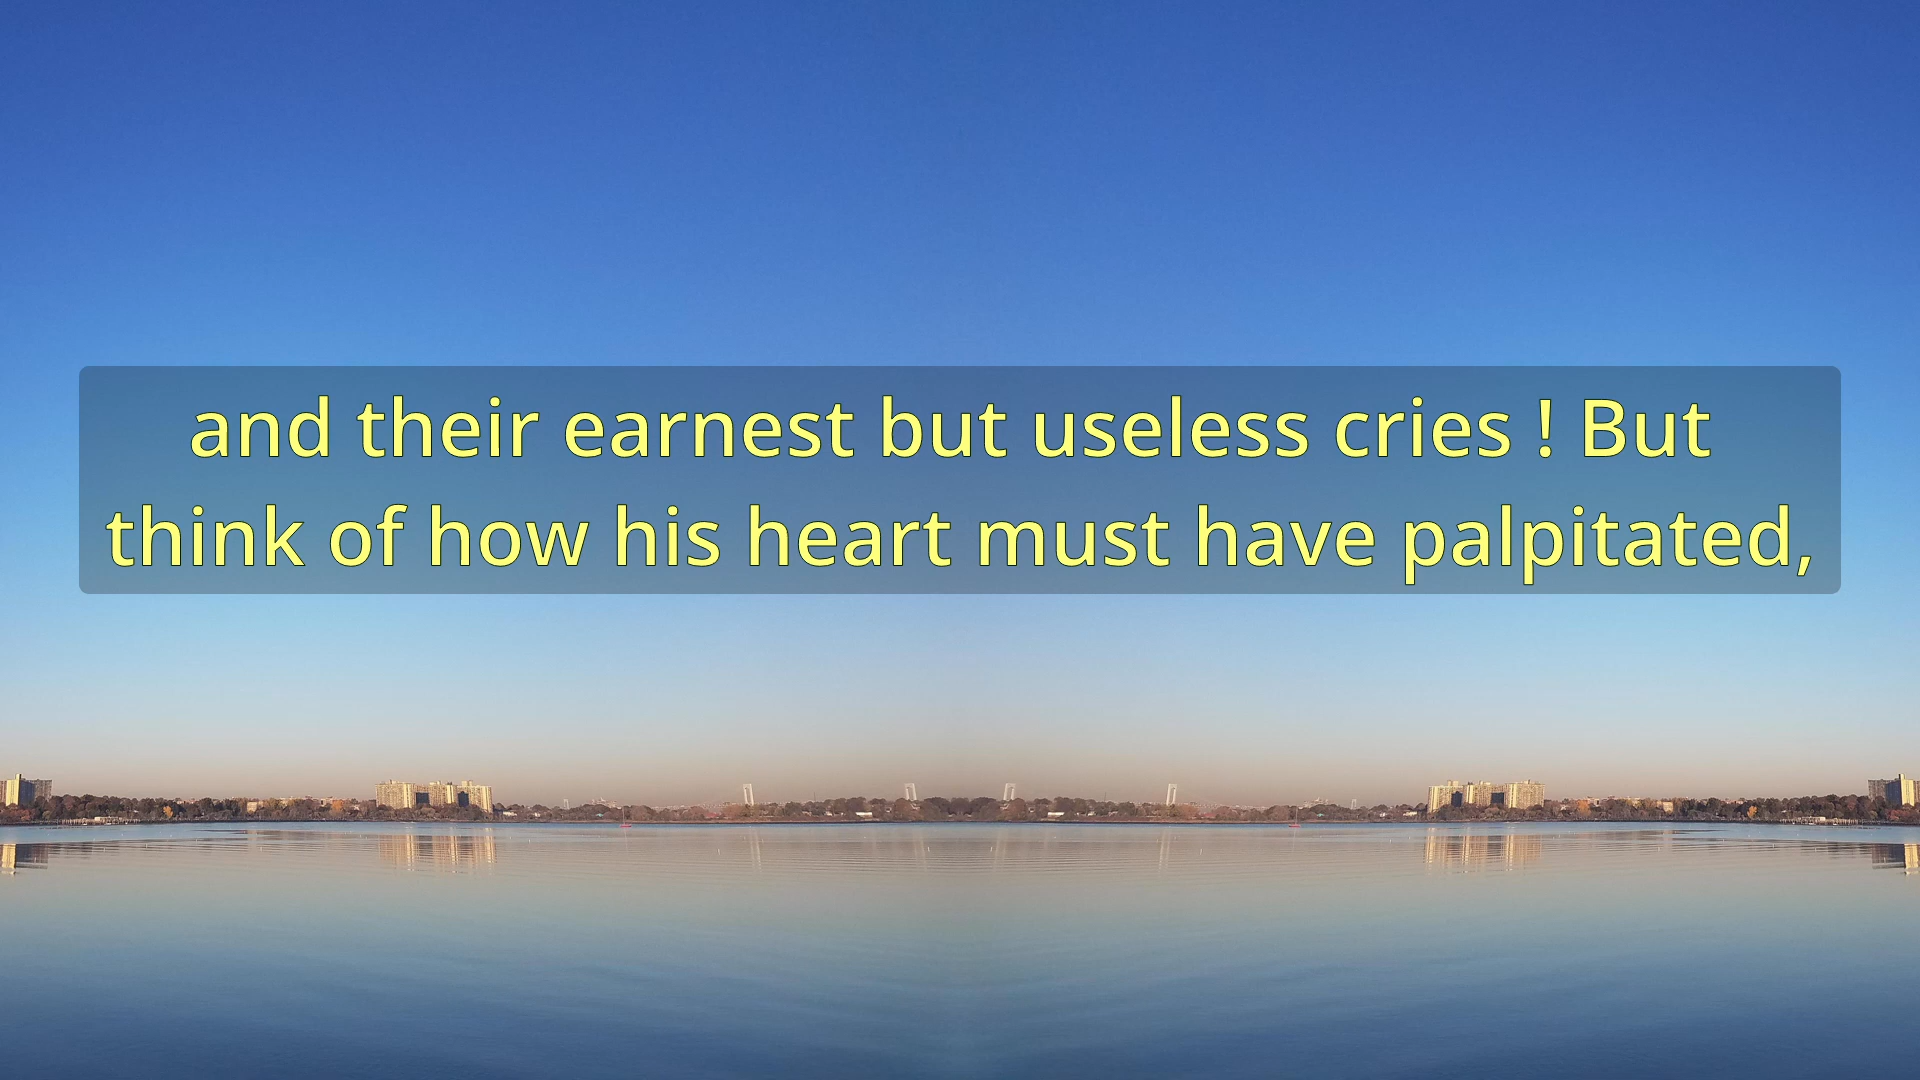 and their earnest but useless cries ! But
think of how his heart must have palpitated,